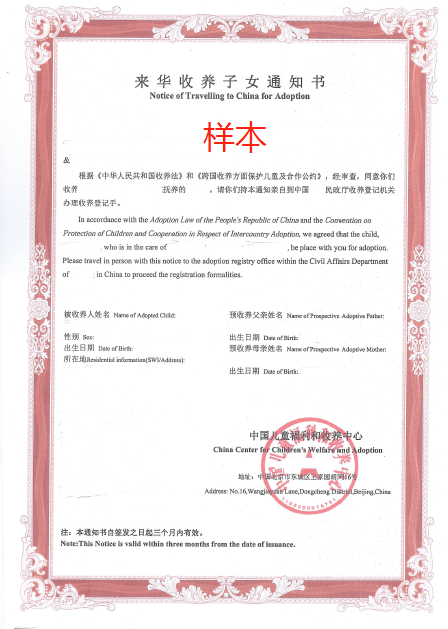 来华收养子女通知书
Notice of Travelling to China for Adoption
样本
&
根据《中华人民共和国收养法》和《跨国收养方面保护儿童及合作公约》，经审查，同意你们
收养 抚养的 。请你们持本通知亲自到中国 民政厅收养登记机关
办理收养登记手。
In accordance with the Adoption Law of the People's Republic of China and the Convention on
Protection of Children and Cooperation in Respect of Intercountry Adoption, we agreed that the child,
, who is in the care of , be place with you for adoption.
Please travel in person with this notice to the adoption registry office within the Civil Affairs Department
of in China to proceed the registration formalities.
被收养人姓名 Name of Adopted Child: 预收养父亲姓名 Name of Prospective Adoptive Father:
性别 Sex: 出生日期 Date of Birth:
出生日期 Date of Birth: 预收养母亲姓名 Name of Prospective Adoptive Mother:
所在地Residential information(SWI/Address):
出生日期 Date of Birth:
中国儿童福利和收养中心
China Center for Children's Welfare and Adoption
地址：中国北京市东城区王家园胡同16号
Address: No.16,Wangjiayuan Lane,Dongcheng District,Beijing,China
注：本通知书自签发之日起三个月内有效。
Note:This Notice is valid within three months from the date of issuance.